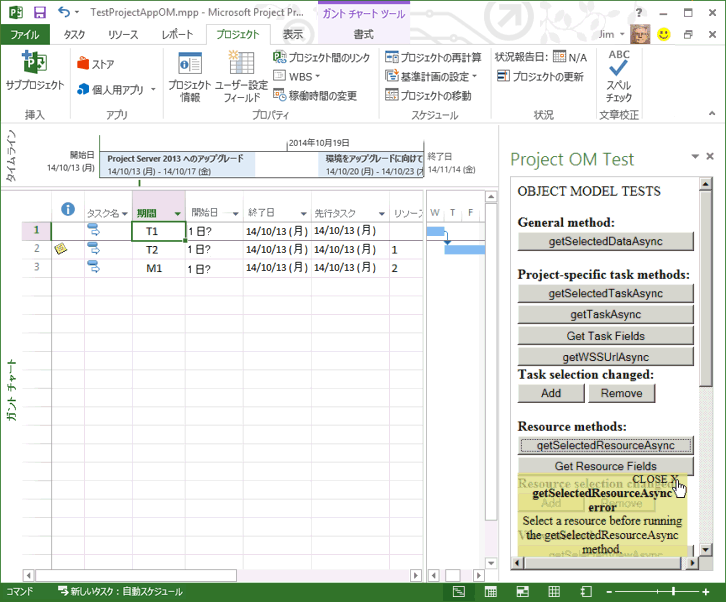 TestProjectAppOM.mpp - Microsoft Project Pr...
ガント チャート ツール
ファイル タスク リソース レポート プロジェクト 表示 書式 Jim
サブプロジェクト
挿入
ストア
個人用アプリ
アプリ
プロジェクト
情報
ユーザー設定
フィールド
プロジェクト間のリンク
WBS
稼働時間の変更
プロパティ
プロジェクトの再計算
基準計画の設定
プロジェクトの移動
スケジュール
状況報告日: N/A
プロジェクトの更新
状況
ABC
スペル
チェック
文章校正
タイムライン
開始日
14/10/13 (月)
2014年10月19日
Project Server 2013 へのアップグレード
14/10/13 (月) - 14/10/17 (金)
環境をアップグレードに向けて
14/10/20 (月) - 14/10/23 (
終了日
14/11/14 (金)
タスク名 期間 開始日 終了日 先行タスク リソース W T F
1 T1 1 日? 14/10/13 (月) 14/10/13 (月)
2 T2 1 日? 14/10/13 (月) 14/10/13 (月) 1
3 M1 1 日? 14/10/13 (月) 14/10/13 (月) 2
ガント チャート
Project OM Test
OBJECT MODEL TESTS
General method:
getSelectedDataAsync
Project-specific task methods:
getSelectedTaskAsync
getTaskAsync
Get Task Fields
getWSSUrlAsync
Task selection changed:
Add Remove
Resource methods:
getSelectedResourceAsync
Get Resource Fields
Resource selection changed
CLOSE X
getSelectedResourceAsync
error
Add Remove
Select a resource before running
the getSelectedResourceAsync
method.
getSelectedViewAsync
コマンド 新しいタスク : 自動スケジュール